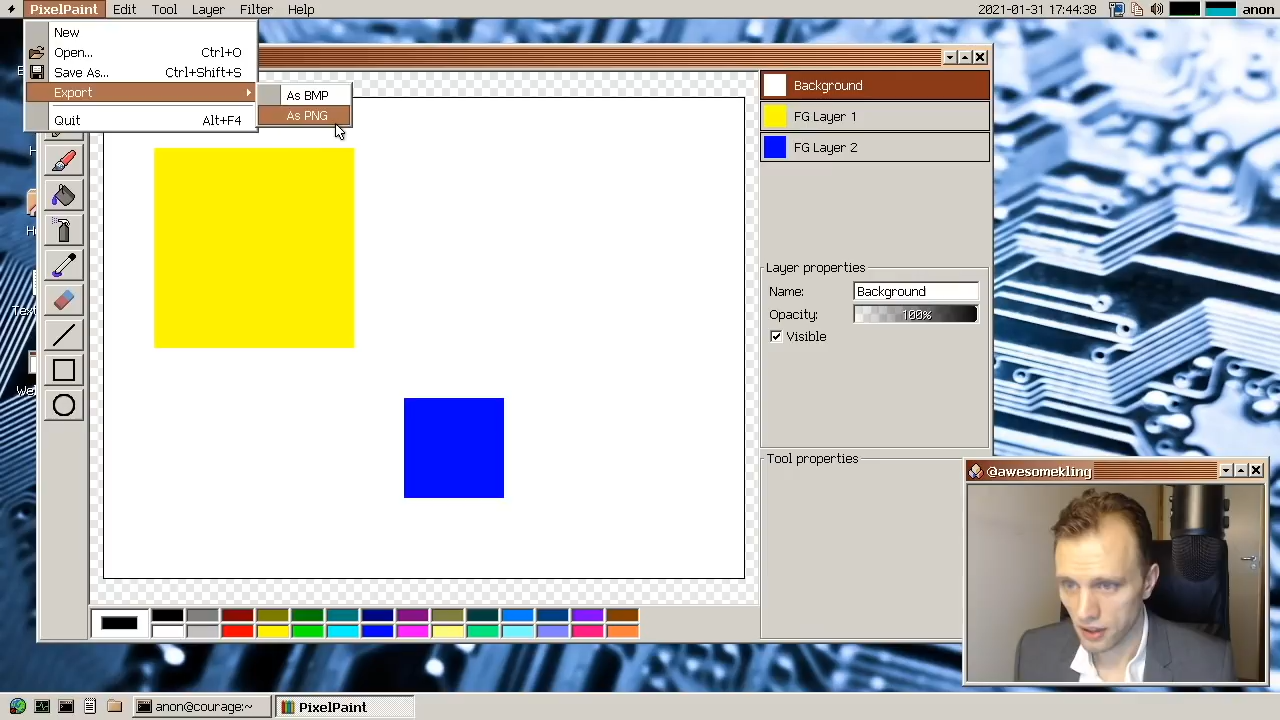 PixelPaint Edit Tool Layer Filter Help 2021-01-31 17:44:38 anon
New
Open... Ctrl+O
Save As... Ctrl+Shift+S
Export
Quit Alt+F4
As BMP
As PNG
Background
FG Layer 1
FG Layer 2
Layer properties
Name: Background
Opacity: 100%
Visible
Tool properties
@awesomekling
anon@courage:~ PixelPaint